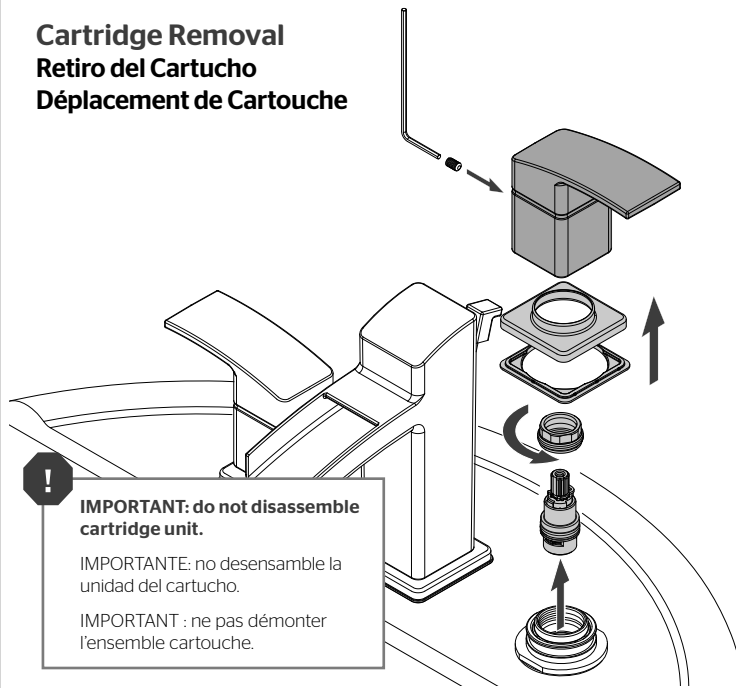 Cartridge Removal
Retiro del Cartucho
Déplacement de Cartouche
!
IMPORTANT: do not disassemble
cartridge unit.
IMPORTANTE: no desensamble la
unidad del cartucho.
IMPORTANT : ne pas démonter
l'ensemble cartouche.